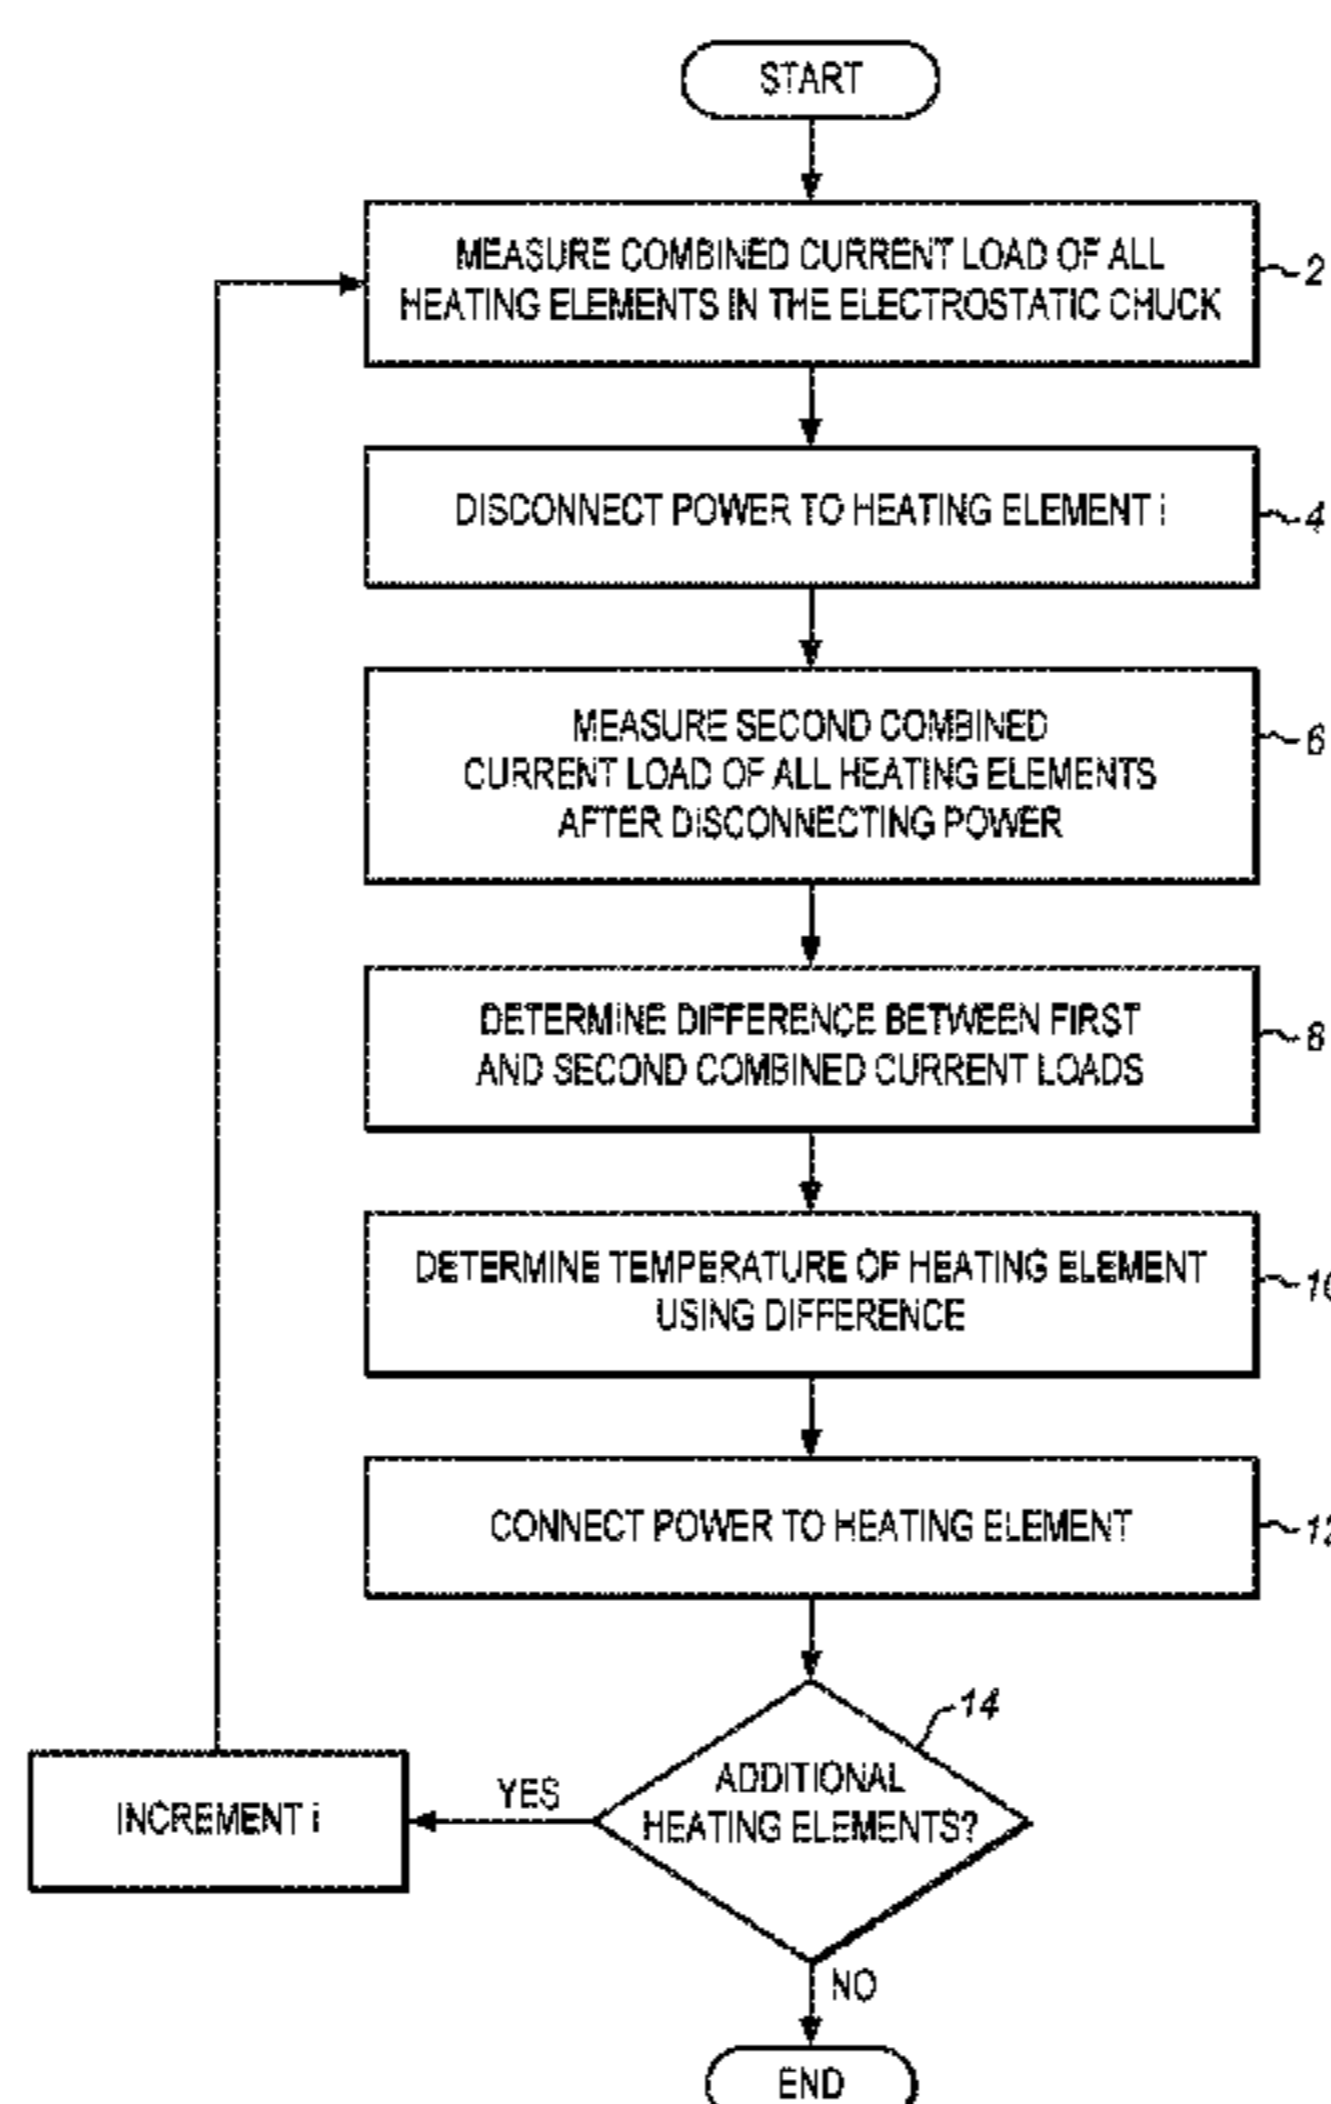 START
MEASURE COMBINED CURRENT LOAD OF ALL
HEATING ELEMENTS IN THE ELECTROSTATIC CHUCK
2
DISCONNECT POWER TO HEATING ELEMENT i
4
MEASURE SECOND COMBINED
CURRENT LOAD OF ALL HEATING ELEMENTS
AFTER DISCONNECTING POWER
6
DETERMINE DIFFERENCE BETWEEN FIRST
AND SECOND COMBINED CURRENT LOADS
8
DETERMINE TEMPERATURE OF HEATING ELEMENT
USING DIFFERENCE
10
CONNECT POWER TO HEATING ELEMENT
12
14
ADDITIONAL
HEATING ELEMENTS?
YES
INCREMENT i
NO
END